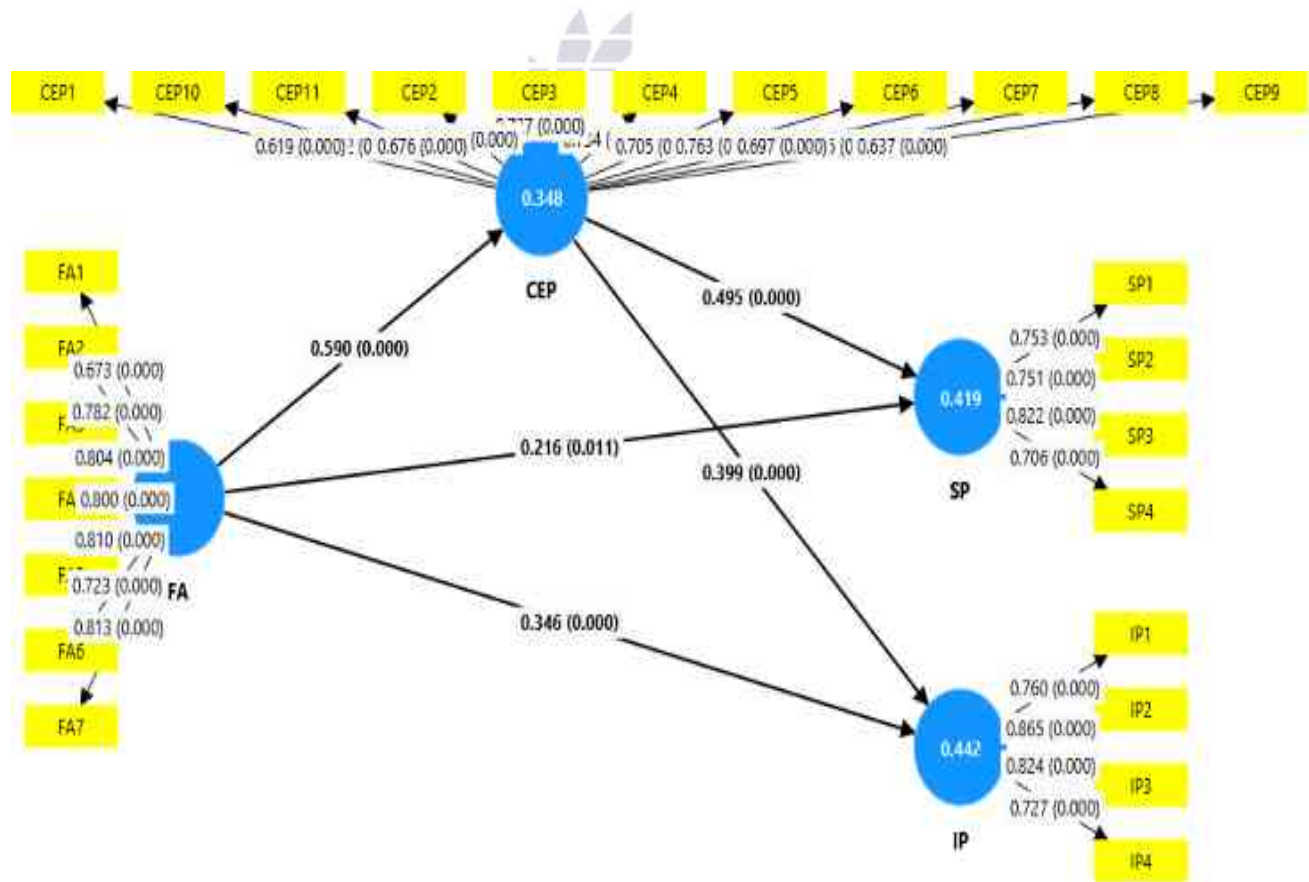 CEP1 CEP10 CEP11 CEP2 CEP3 CEP4 CEP5 CEP6 CEP7 CEP8 CEP9
0.619 (0.000) 0.676 (0.000) (0.000) (0.000) 0.705 0.763 0.697 (0.000) 0.637 (0.000)
0.348
CEP
FA1
FA2
0.673 (0.000)
0.782 (0.000)
0.804 (0.000)
FA 0.800 (0.000)
0.810 (0.000)
0.723 (0.000)
0.813 (0.000)
FA
FA6
FA7
0.590 (0.000)
0.495 (0.000)
0.216 (0.011)
0.399 (0.000)
0.346 (0.000)
SP1
0.753 (0.000)
SP2
0.751 (0.000)
0.419
0.822 (0.000)
SP3
0.706 (0.000)
SP
SP4
IP1
0.760 (0.000)
IP2
0.865 (0.000)
0.442
0.824 (0.000)
IP3
0.727 (0.000)
IP
IP4